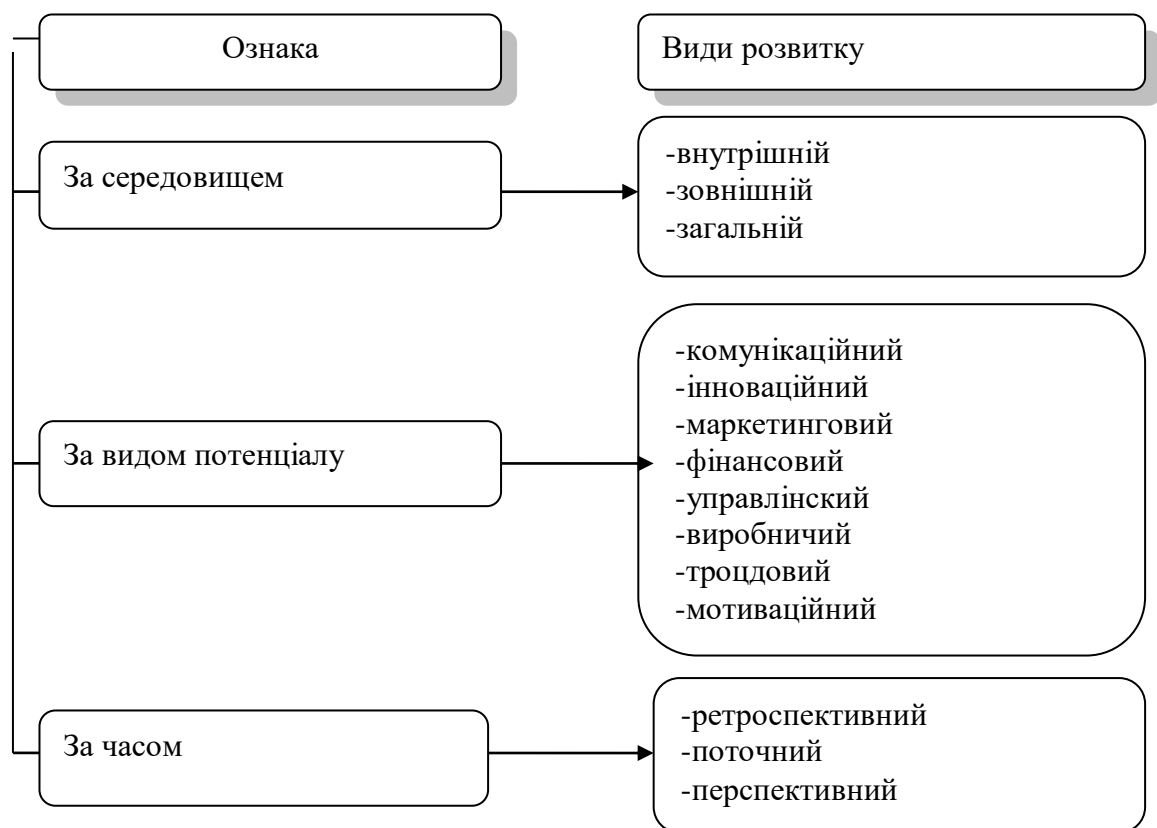 Ознака
Види розвитку
За середовищем
-внутрішній
-зовнішній
-загальній
За видом потенціалу
-комунікаційний
-інноваційний
-маркетинговий
-фінансовий
-управлінский
-виробничий
-троцдовий
-мотиваційний
За часом
-ретроспективний
-поточний
-перспективний